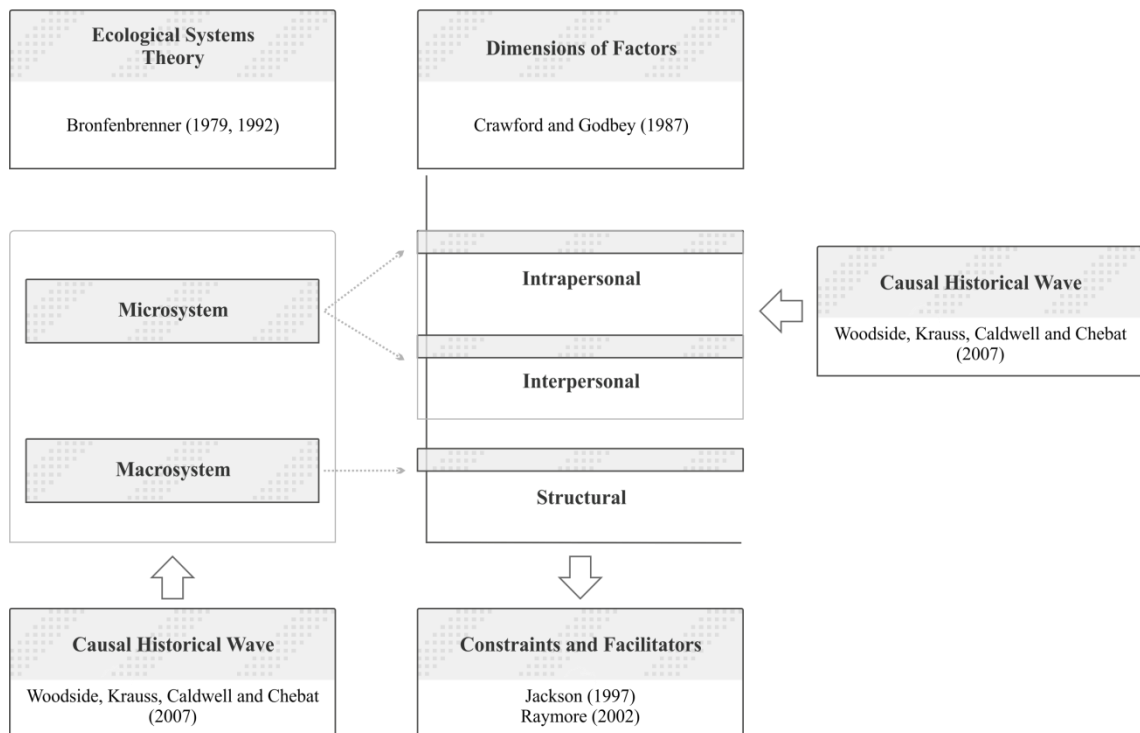 Ecological Systems
Theory
Bronfenbrenner (1979, 1992)
Dimensions of Factors
Crawford and Godbey (1987)
Microsystem
Macrosystem
Intrapersonal
Interpersonal
Structural
Causal Historical Wave
Woodside, Krauss, Caldwell and Chebat
(2007)
Causal Historical Wave
Woodside, Krauss, Caldwell and Chebat
(2007)
Constraints and Facilitators
Jackson (1997)
Raymore (2002)